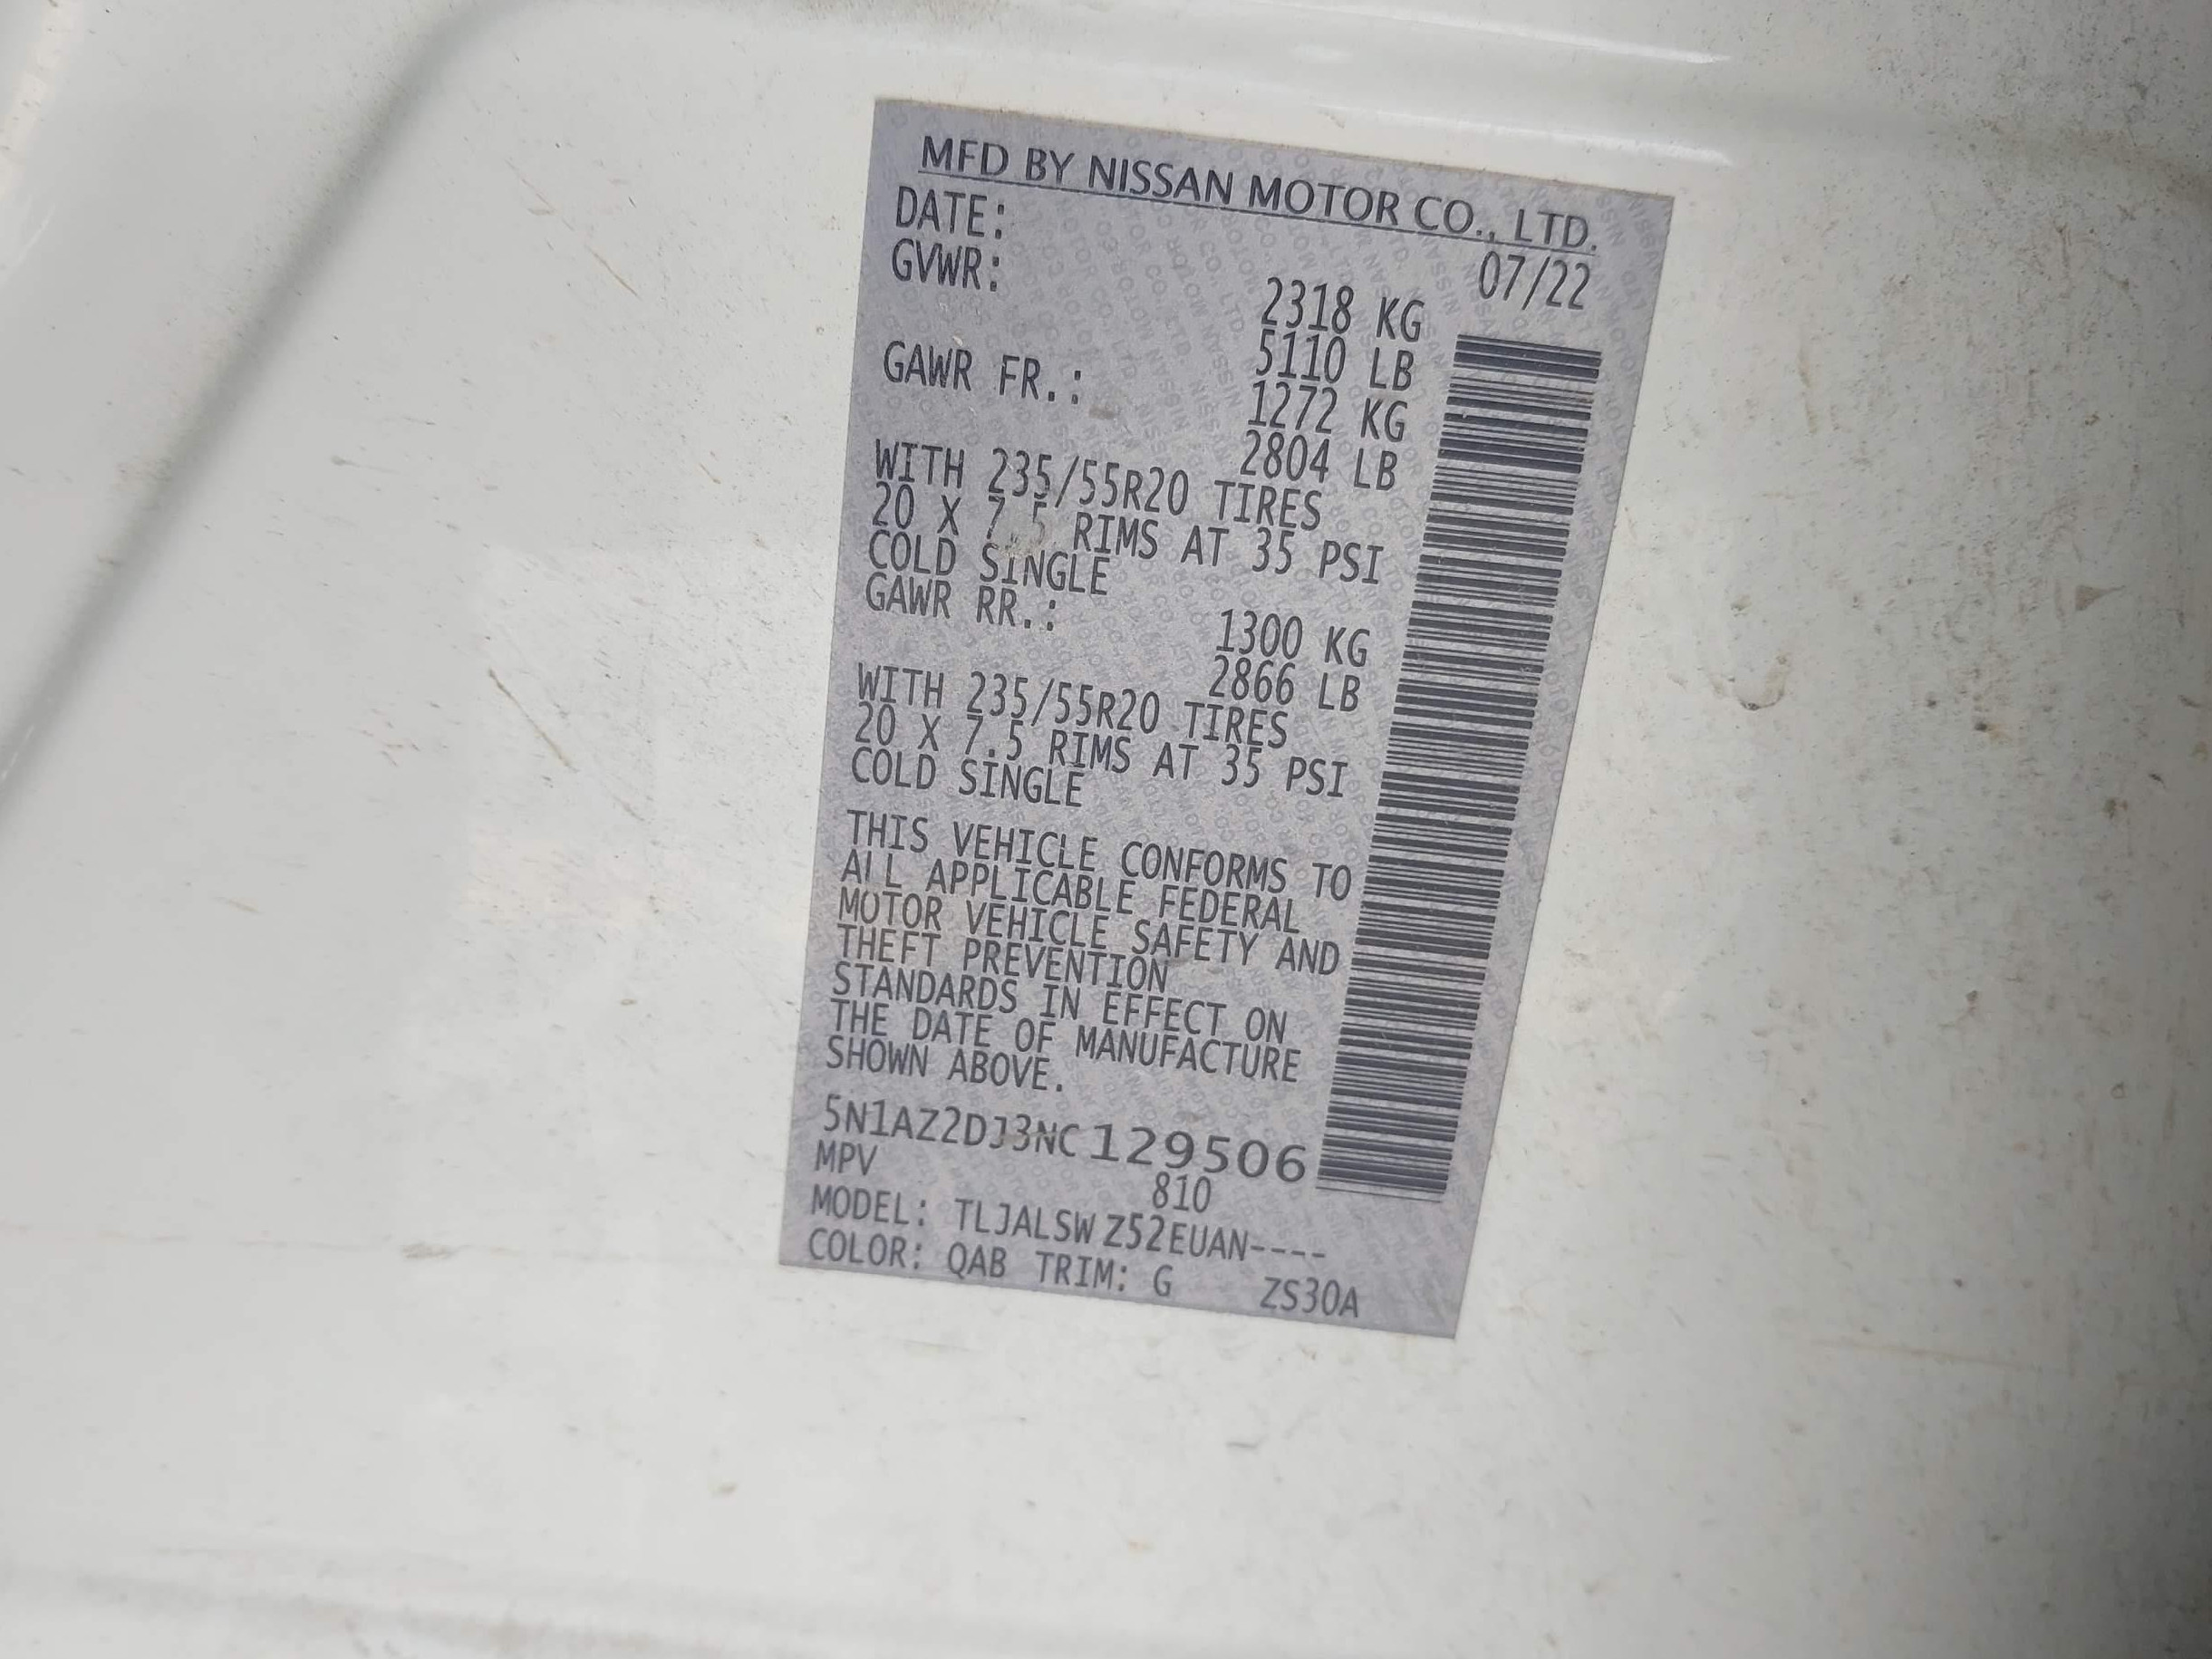 MFD BY NISSAN MOTOR CO., LTD.
DATE: 07/22
GVWR: 2318 KG
5110 LB
GAWR FR.: 1272 KG
2804 LB
WITH 235/55R20 TIRES
20 X 7.5 RIMS AT 35 PSI
COLD SINGLE
GAWR RR.: 1300 KG
2866 LB
WITH 235/55R20 TIRES
20 X 7.5 RIMS AT 35 PSI
COLD SINGLE
THIS VEHICLE CONFORMS TO
ALL APPLICABLE FEDERAL
MOTOR VEHICLE SAFETY AND
THEFT PREVENTION
STANDARDS IN EFFECT ON
THE DATE OF MANUFACTURE
SHOWN ABOVE.
5N1AZ2DJ3NC129506
MPV 810
MODEL: TLJALSW Z52EUAN----
COLOR: QAB TRIM: G ZS30A